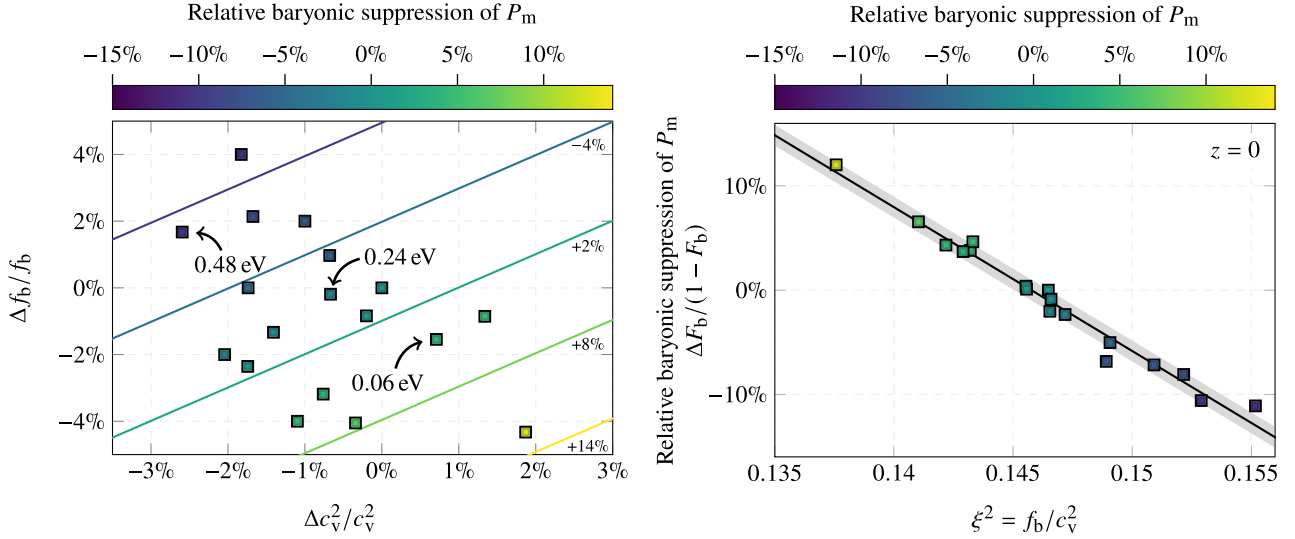 Relative baryonic suppression of P_m
−15% −10% −5% 0% 5% 10%
4%
2%
0%
−2%
−4%
Δf_b/f_b
−4%
+2%
+8%
+14%
0.48 eV
0.24 eV
0.06 eV
−3% −2% −1% 0% 1% 2% 3%
Δc_v^2/c_v^2
Relative baryonic suppression of P_m
−15% −10% −5% 0% 5% 10%
Relative baryonic suppression of P_m
ΔF_b/(1 − F_b)
10%
0%
−10%
z = 0
0.135 0.14 0.145 0.15 0.155
ξ^2 = f_b/c_v^2